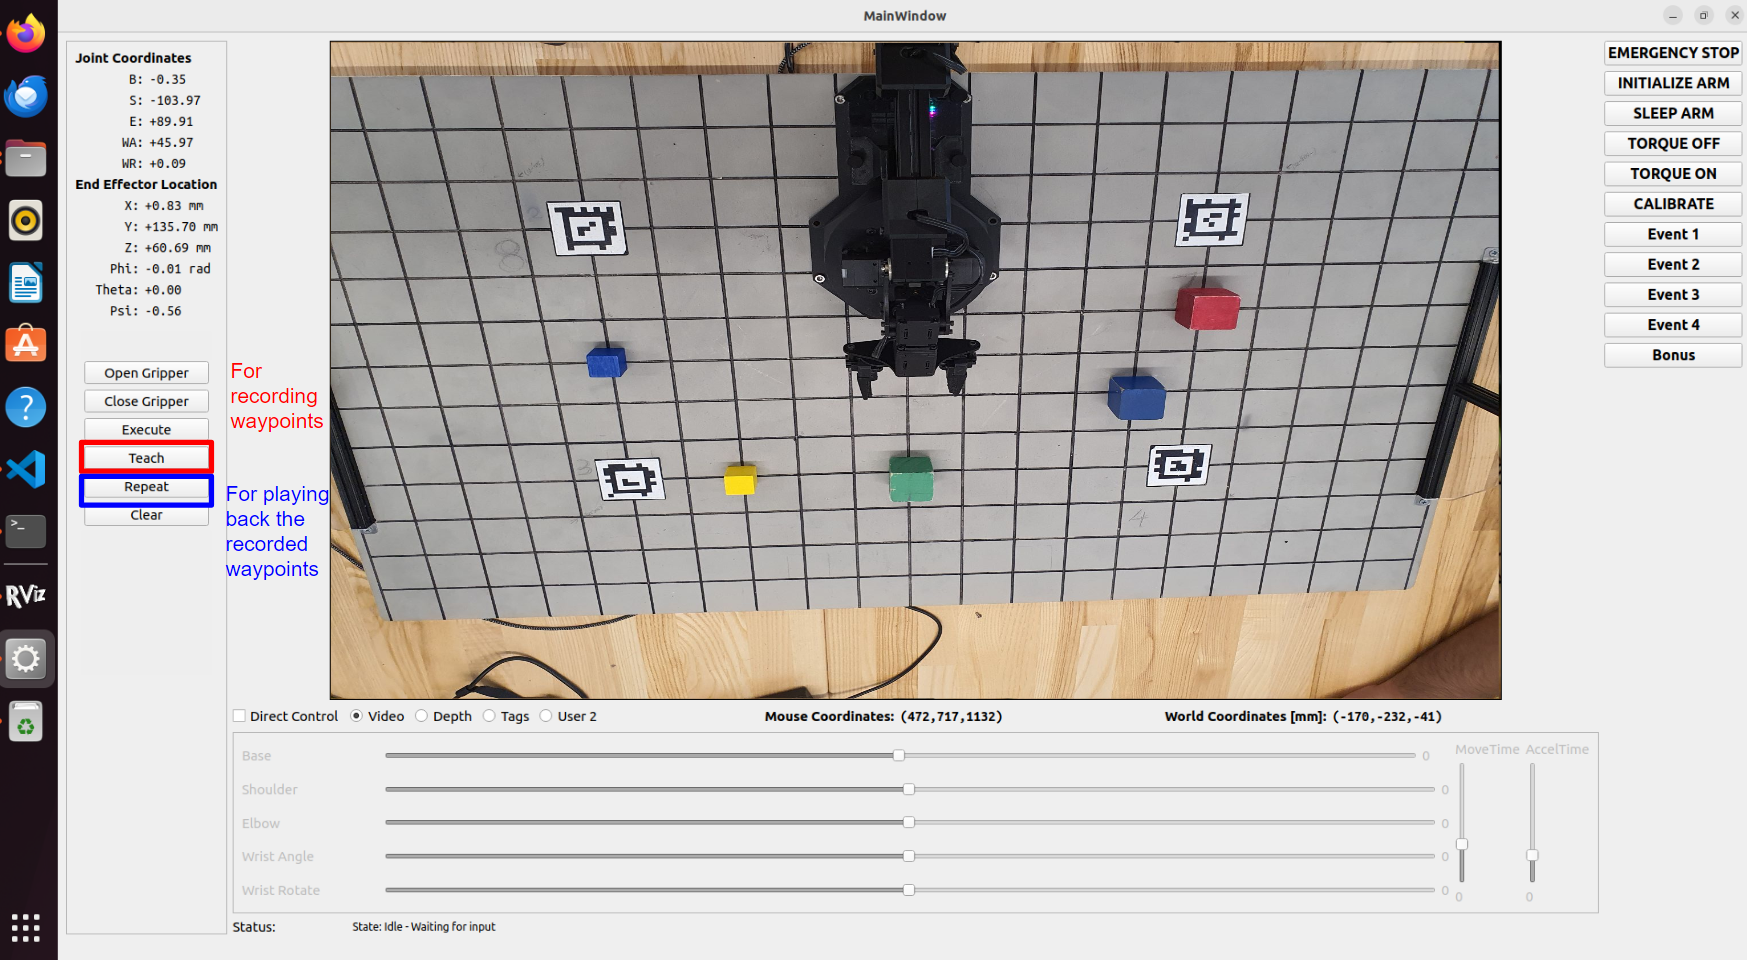 MainWindow
Joint Coordinates
B: -0.35
S: -103.97
E: +89.91
WA: +45.97
WR: +0.09
End Effector Location
X: +0.83 mm
Y: +135.70 mm
Z: +60.69 mm
Phi: -0.01 rad
Theta: +0.00
Psi: -0.56
Open Gripper
Close Gripper
Execute
Teach
Repeat
Clear
For
recording
waypoints
For playing
back the
recorded
waypoints
EMERGENCY STOP
INITIALIZE ARM
SLEEP ARM
TORQUE OFF
TORQUE ON
CALIBRATE
Event 1
Event 2
Event 3
Event 4
Bonus
3
4
RViz
Direct Control Video Depth Tags User 2
Mouse Coordinates: (472,717,1132)
World Coordinates [mm]: (-170,-232,-41)
Base 0
Shoulder 0
Elbow 0
Wrist Angle 0
Wrist Rotate 0
MoveTime AccelTime
0 0
Status: State: Idle - Waiting for input